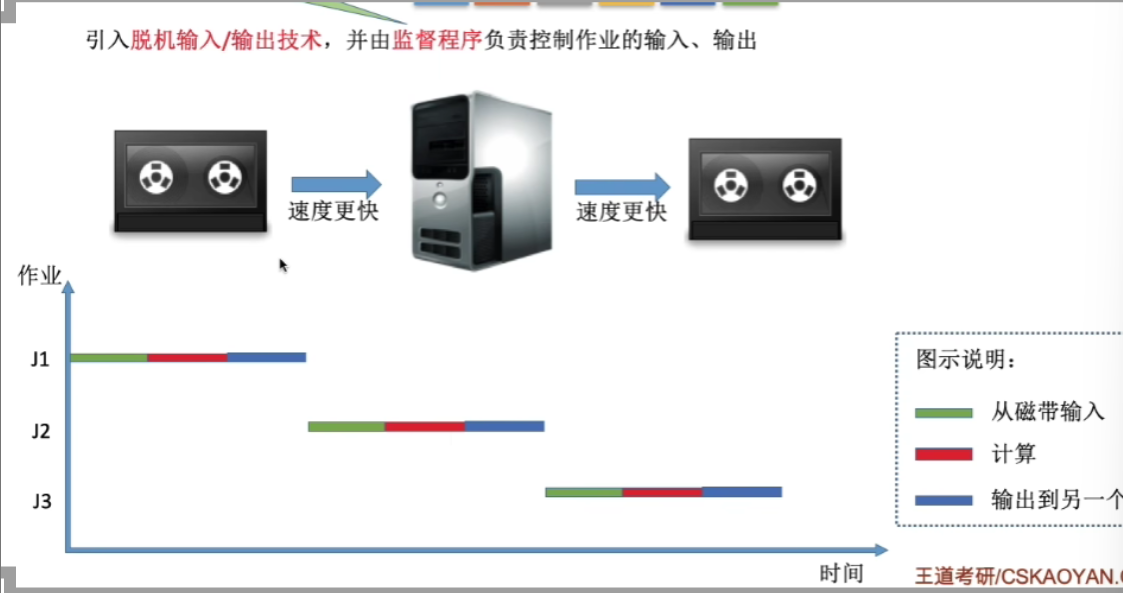 引入脱机输入/输出技术，并由监督程序负责控制作业的输入、输出
速度更快
速度更快
作业
J1
J2
J3
时间
图示说明：
从磁带输入
计算
输出到另一个
王道考研/CSKAOYAN.